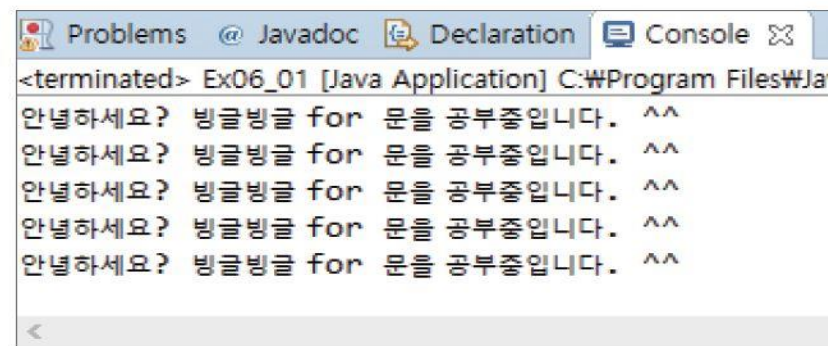 Problems @ Javadoc Declaration Console
<terminated> Ex06_01 [Java Application] C:₩Program Files₩Ja
안녕하세요? 빙글빙글 for 문을 공부중입니다. ^^
안녕하세요? 빙글빙글 for 문을 공부중입니다. ^^
안녕하세요? 빙글빙글 for 문을 공부중입니다. ^^
안녕하세요? 빙글빙글 for 문을 공부중입니다. ^^
안녕하세요? 빙글빙글 for 문을 공부중입니다. ^^